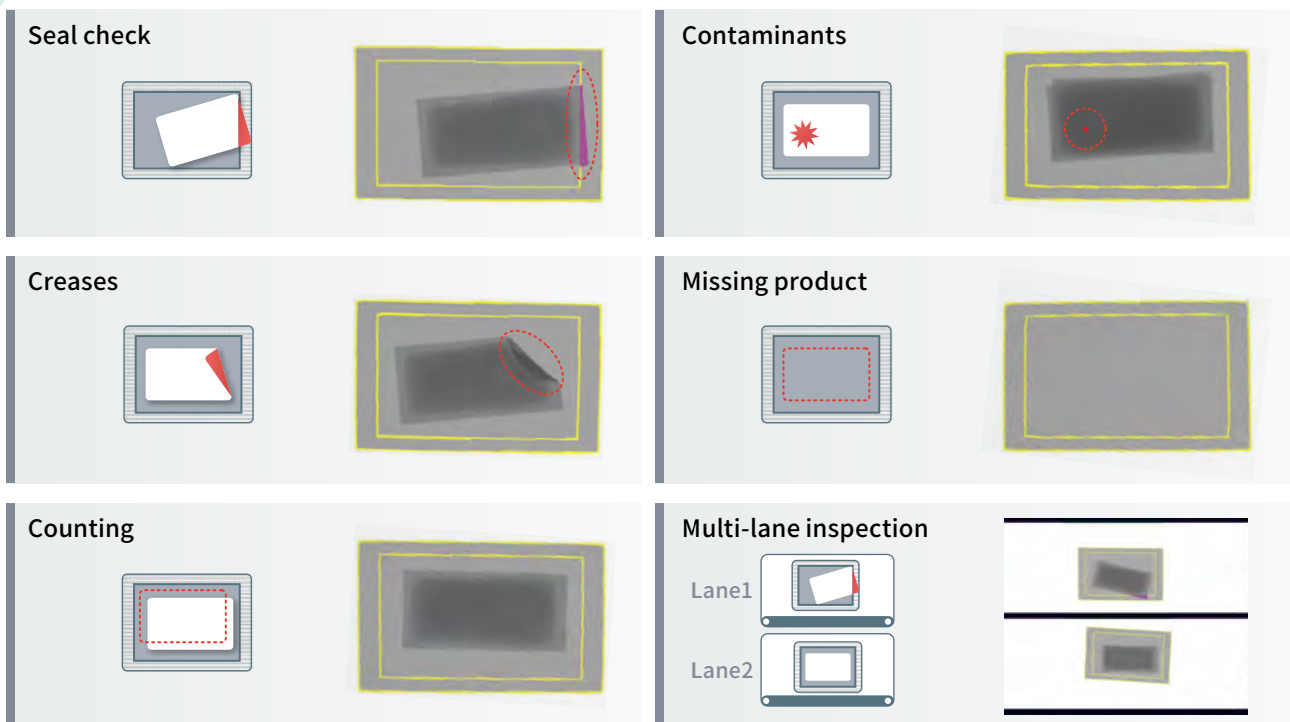 Seal check
Contaminants
Creases
Missing product
Counting
Multi-lane inspection
Lane1
Lane2